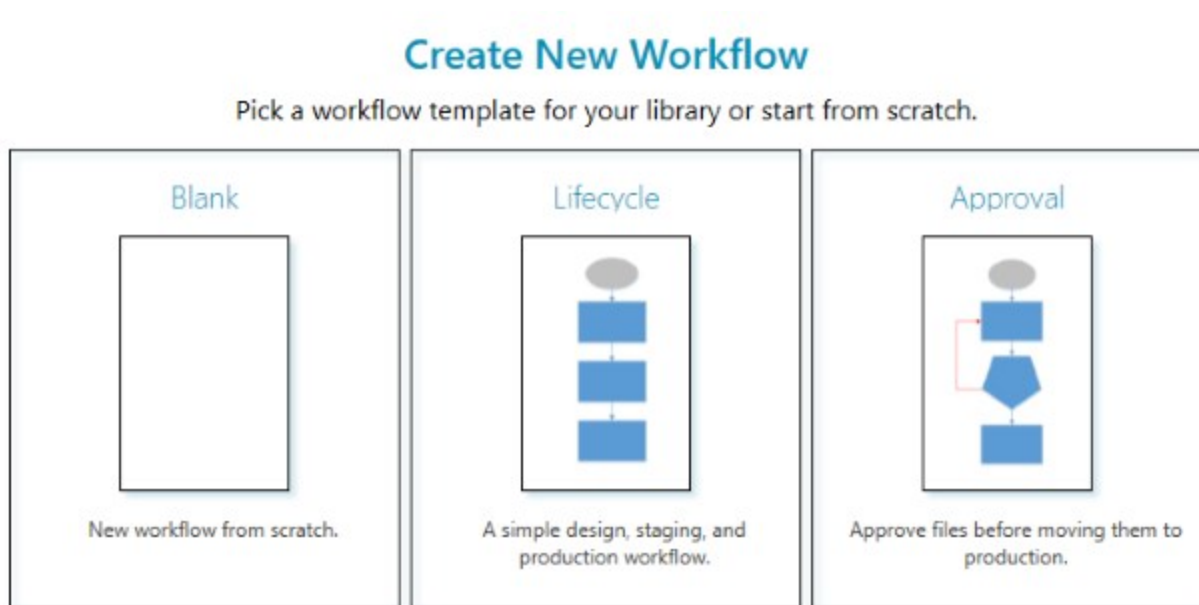 Create New Workflow
Pick a workflow template for your library or start from scratch.
Blank
New workflow from scratch.
Lifecycle
A simple design, staging, and
production workflow.
Approval
Approve files before moving them to
production.